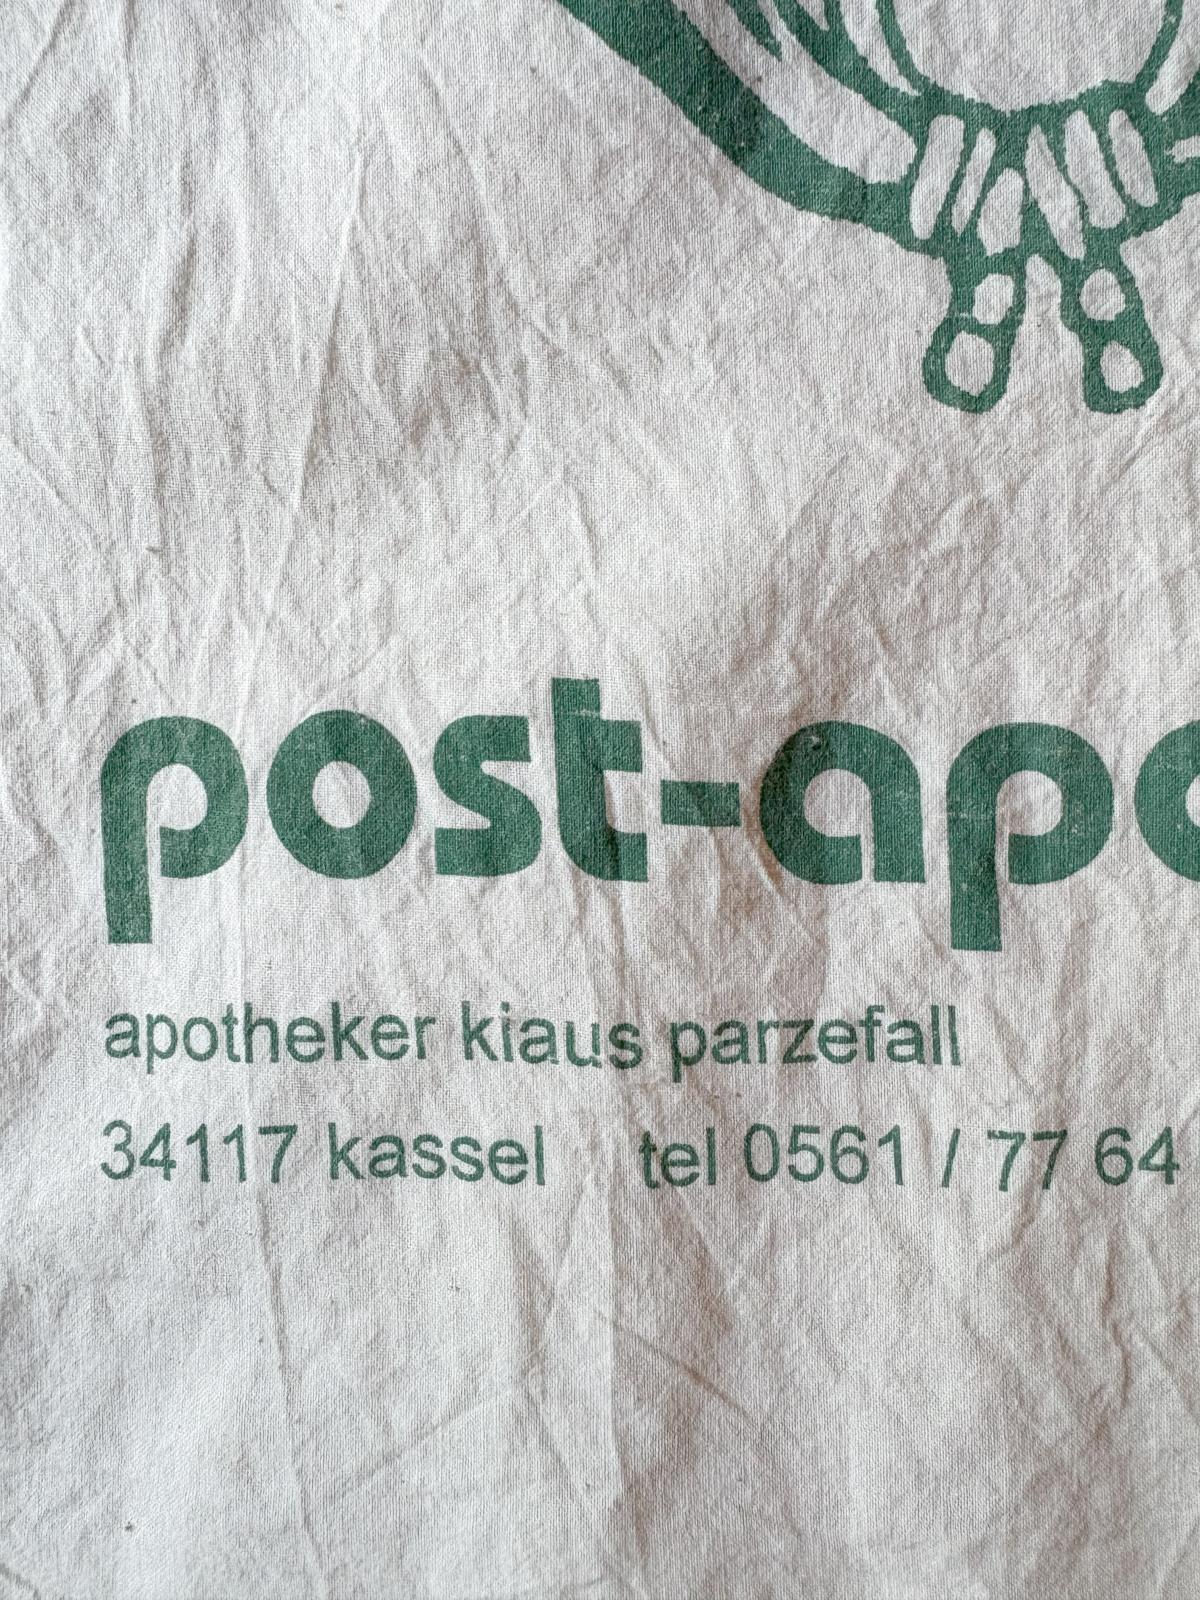 post-apo
apotheker kiaus parzefall
34117 kassel tel 0561 / 77 64